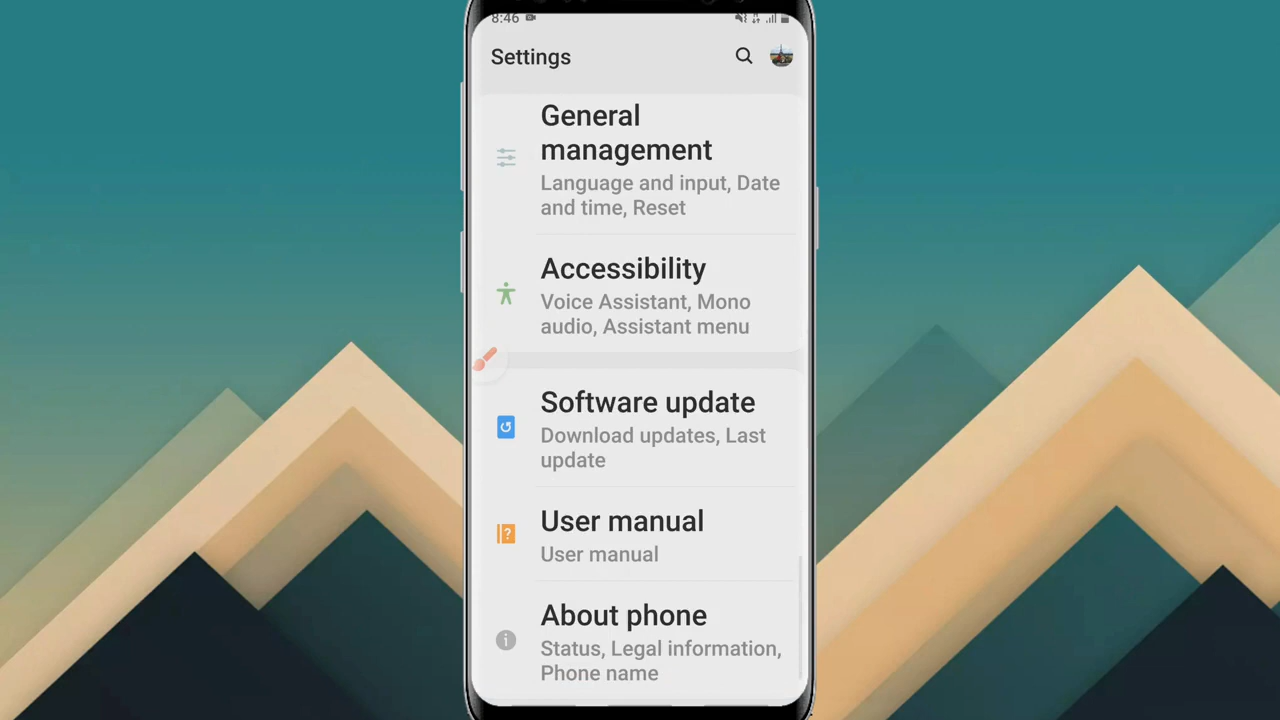 8:46
Settings
General
management
Language and input, Date
and time, Reset
Accessibility
Voice Assistant, Mono
audio, Assistant menu
Software update
Download updates, Last
update
User manual
User manual
About phone
Status, Legal information,
Phone name